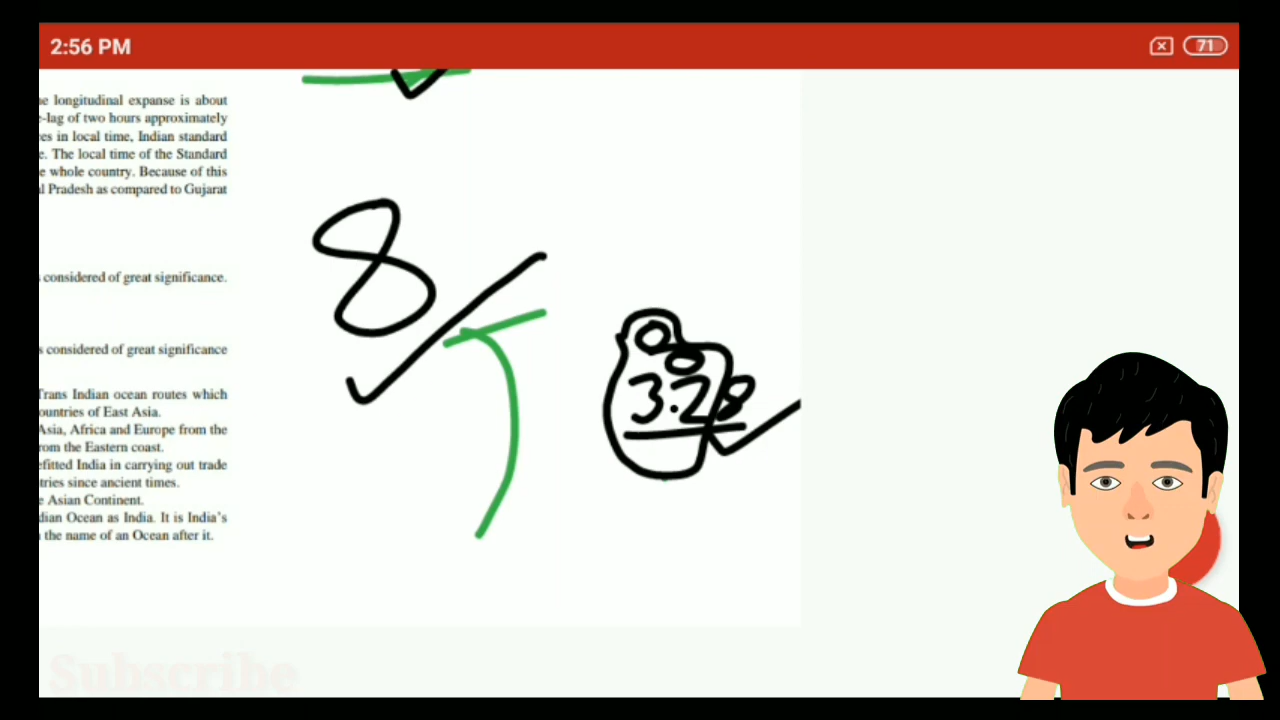 2:56 PM
71
e longitudinal expanse is about
-lag of two hours approximately
es in local time, Indian standard
e. The local time of the Standard
e whole country. Because of this
l Pradesh as compared to Gujarat
considered of great significance.
s considered of great significance
Trans Indian ocean routes which
ountries of East Asia.
Asia, Africa and Europe from the
rom the Eastern coast.
efitted India in carrying out trade
tries since ancient times.
e Asian Continent.
dian Ocean as India. It is India's
the name of an Ocean after it.
8
3.28
Subscribe